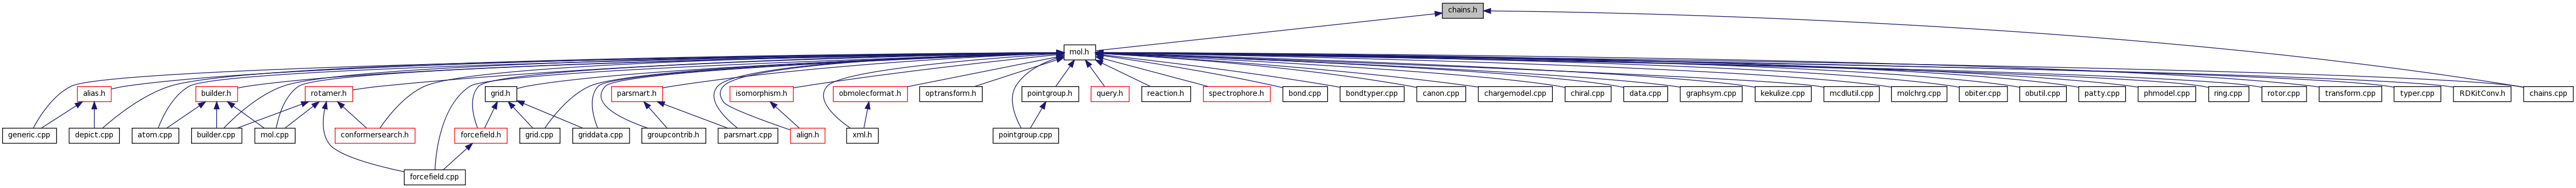 chains.h
mol.h
alias.h
builder.h
rotamer.h
grid.h
parsmart.h
isomorphism.h
obmolecformat.h
optransform.h
pointgroup.h
query.h
reaction.h
spectrophore.h
bond.cpp
bondtyper.cpp
canon.cpp
chargemodel.cpp
chiral.cpp
data.cpp
graphsym.cpp
kekulize.cpp
mcdlutil.cpp
molchrg.cpp
obiter.cpp
obutil.cpp
patty.cpp
phmodel.cpp
ring.cpp
rotor.cpp
transform.cpp
typer.cpp
RDKitConv.h
chains.cpp
generic.cpp
depict.cpp
atom.cpp
builder.cpp
mol.cpp
conformersearch.h
forcefield.h
grid.cpp
griddata.cpp
groupcontrib.h
parsmart.cpp
align.h
xml.h
pointgroup.cpp
forcefield.cpp